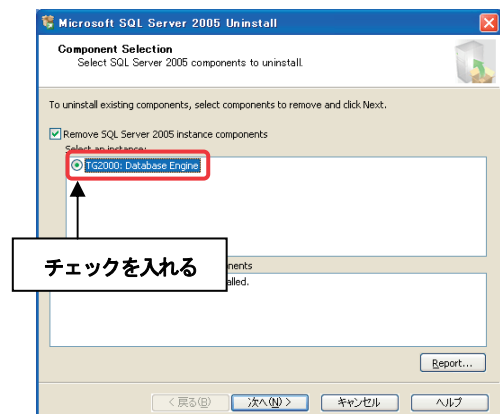 Microsoft SQL Server 2005 Uninstall
Component Selection
Select SQL Server 2005 components to uninstall.
To uninstall existing components, select components to remove and click Next.
Remove SQL Server 2005 instance components
Select an instance:
TG2000: Database Engine
チェックを入れる
nents
alled.
Report...
< 戻る(B)
次へ(N) >
キャンセル
ヘルプ